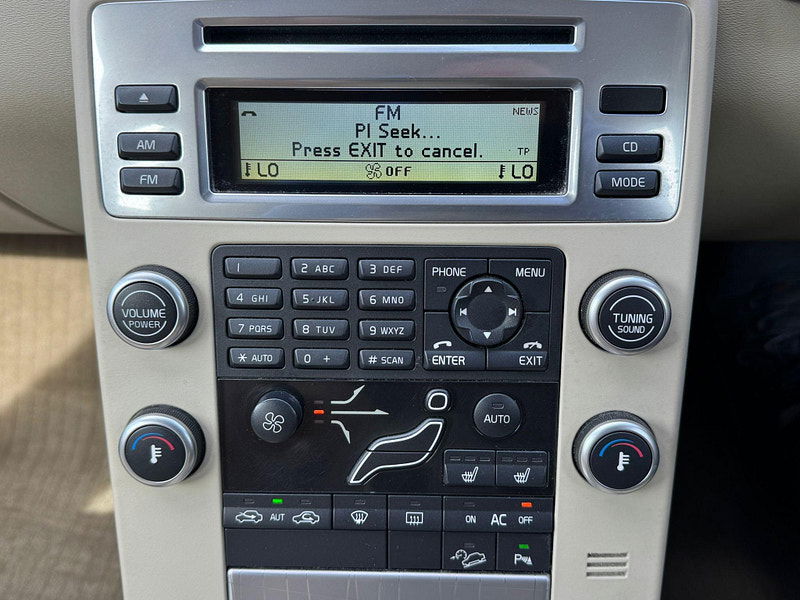 FM
NEWS
PI Seek...
Press EXIT to cancel.
TP
LO
OFF
LO
AM
FM
CD
MODE
1
2 ABC
3 DEF
4 GHI
5 JKL
6 MNO
7 PQRS
8 TUV
9 WXYZ
* AUTO
0 +
# SCAN
PHONE
MENU
ENTER
EXIT
VOLUME
POWER
TUNING
SOUND
AUTO
AUT
ON AC OFF
P